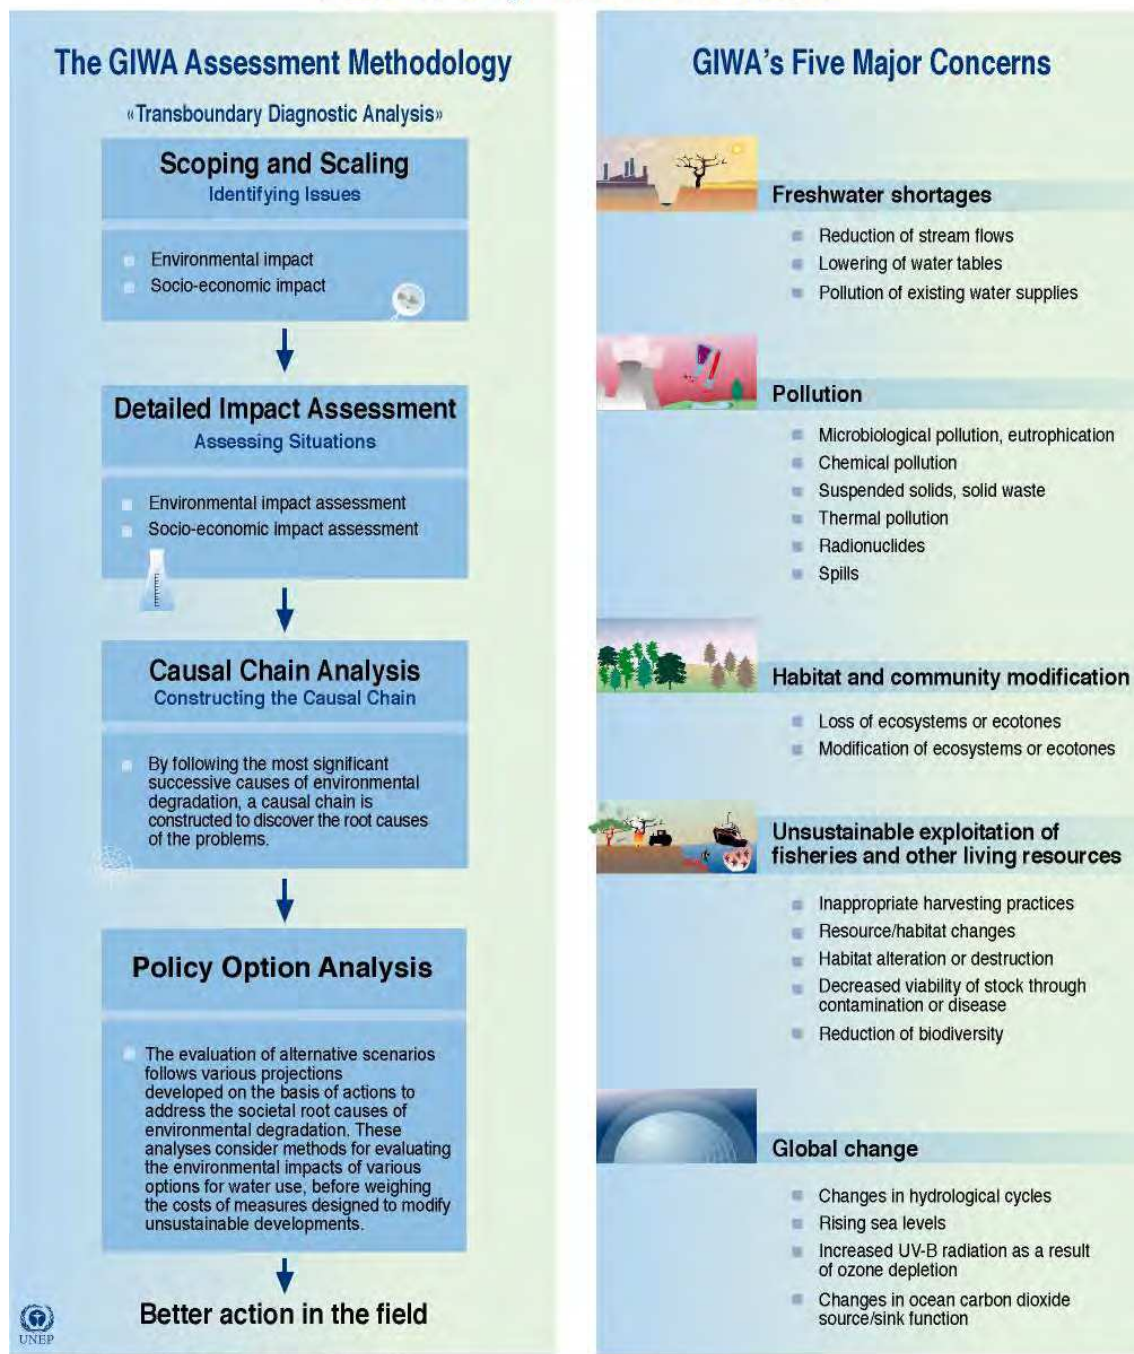 The GIWA Assessment Methodology
«Transboundary Diagnostic Analysis»
Scoping and Scaling
Identifying Issues
Environmental impact
Socio-economic impact
Detailed Impact Assessment
Assessing Situations
Environmental impact assessment
Socio-economic impact assessment
Causal Chain Analysis
Constructing the Causal Chain
By following the most significant
successive causes of environmental
degradation, a causal chain is
constructed to discover the root causes
of the problems.
Policy Option Analysis
The evaluation of alternative scenarios
follows various projections
developed on the basis of actions to
address the societal root causes of
environmental degradation. These
analyses consider methods for evaluating
the environmental impacts of various
options for water use, before weighing
the costs of measures designed to modify
unsustainable developments.
Better action in the field
UNEP
GIWA's Five Major Concerns
Freshwater shortages
Reduction of stream flows
Lowering of water tables
Pollution of existing water supplies
Pollution
Microbiological pollution, eutrophication
Chemical pollution
Suspended solids, solid waste
Thermal pollution
Radionuclides
Spills
Habitat and community modification
Loss of ecosystems or ecotones
Modification of ecosystems or ecotones
Unsustainable exploitation of
fisheries and other living resources
Inappropriate harvesting practices
Resource/habitat changes
Habitat alteration or destruction
Decreased viability of stock through
contamination or disease
Reduction of biodiversity
Global change
Changes in hydrological cycles
Rising sea levels
Increased UV-B radiation as a result
of ozone depletion
Changes in ocean carbon dioxide
source/sink function